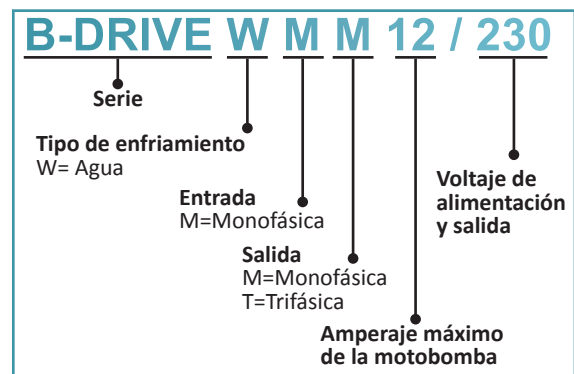 B-DRIVE W M M 12 / 230
Serie
Tipo de enfriamiento
W= Agua
Entrada
M=Monofásica
Salida
M=Monofásica
T=Trifásica
Voltaje de
alimentación
y salida
Amperaje máximo
de la motobomba